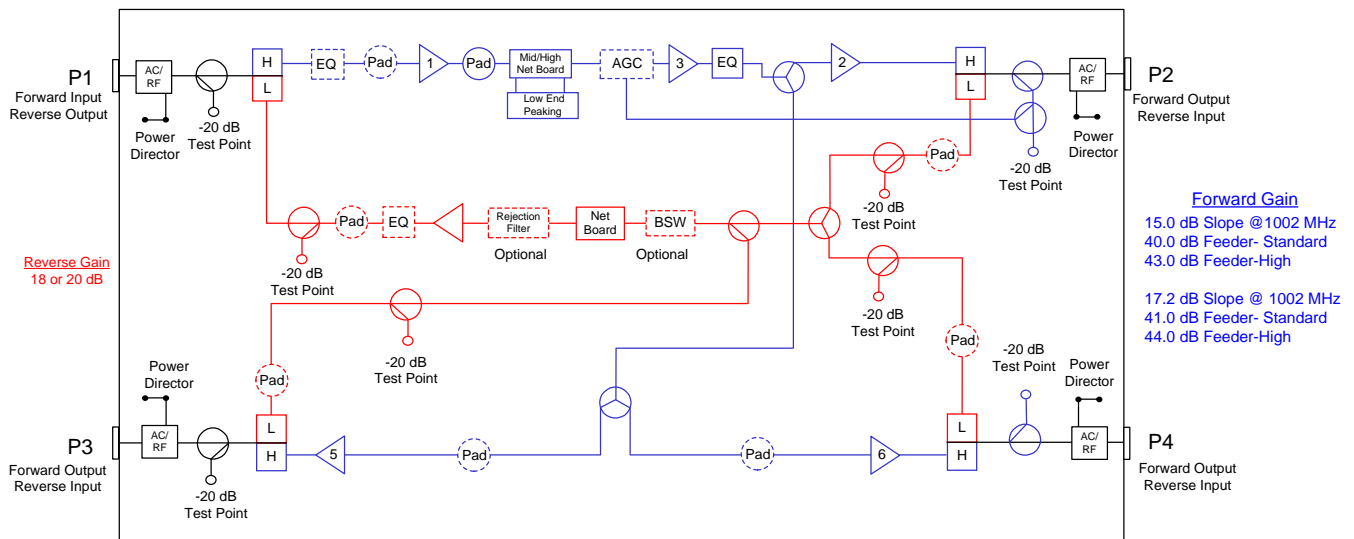 P1
Forward Input
Reverse Output
AC/
RF
Power
Director
-20 dB
Test Point
H
L
EQ
Pad
1
Pad
Mid/High
Net Board
Low End
Peaking
AGC
3
EQ
2
H
L
AC/
RF
P2
Forward Output
Reverse Input
-20 dB
Test Point
Power
Director
Pad
-20 dB
Test Point
Pad
EQ
Rejection
Filter
Optional
Net
Board
BSW
Optional
-20 dB
Test Point
Reverse Gain
18 or 20 dB
Forward Gain
15.0 dB Slope @1002 MHz
40.0 dB Feeder- Standard
43.0 dB Feeder-High
17.2 dB Slope @ 1002 MHz
41.0 dB Feeder- Standard
44.0 dB Feeder-High
-20 dB
Test Point
-20 dB
Test Point
Pad
Pad
-20 dB
Test Point
Power
Director
Power
Director
P3
Forward Output
Reverse Input
AC/
RF
-20 dB
Test Point
L
H
5
Pad
Pad
6
L
H
AC/
RF
P4
Forward Output
Reverse Input